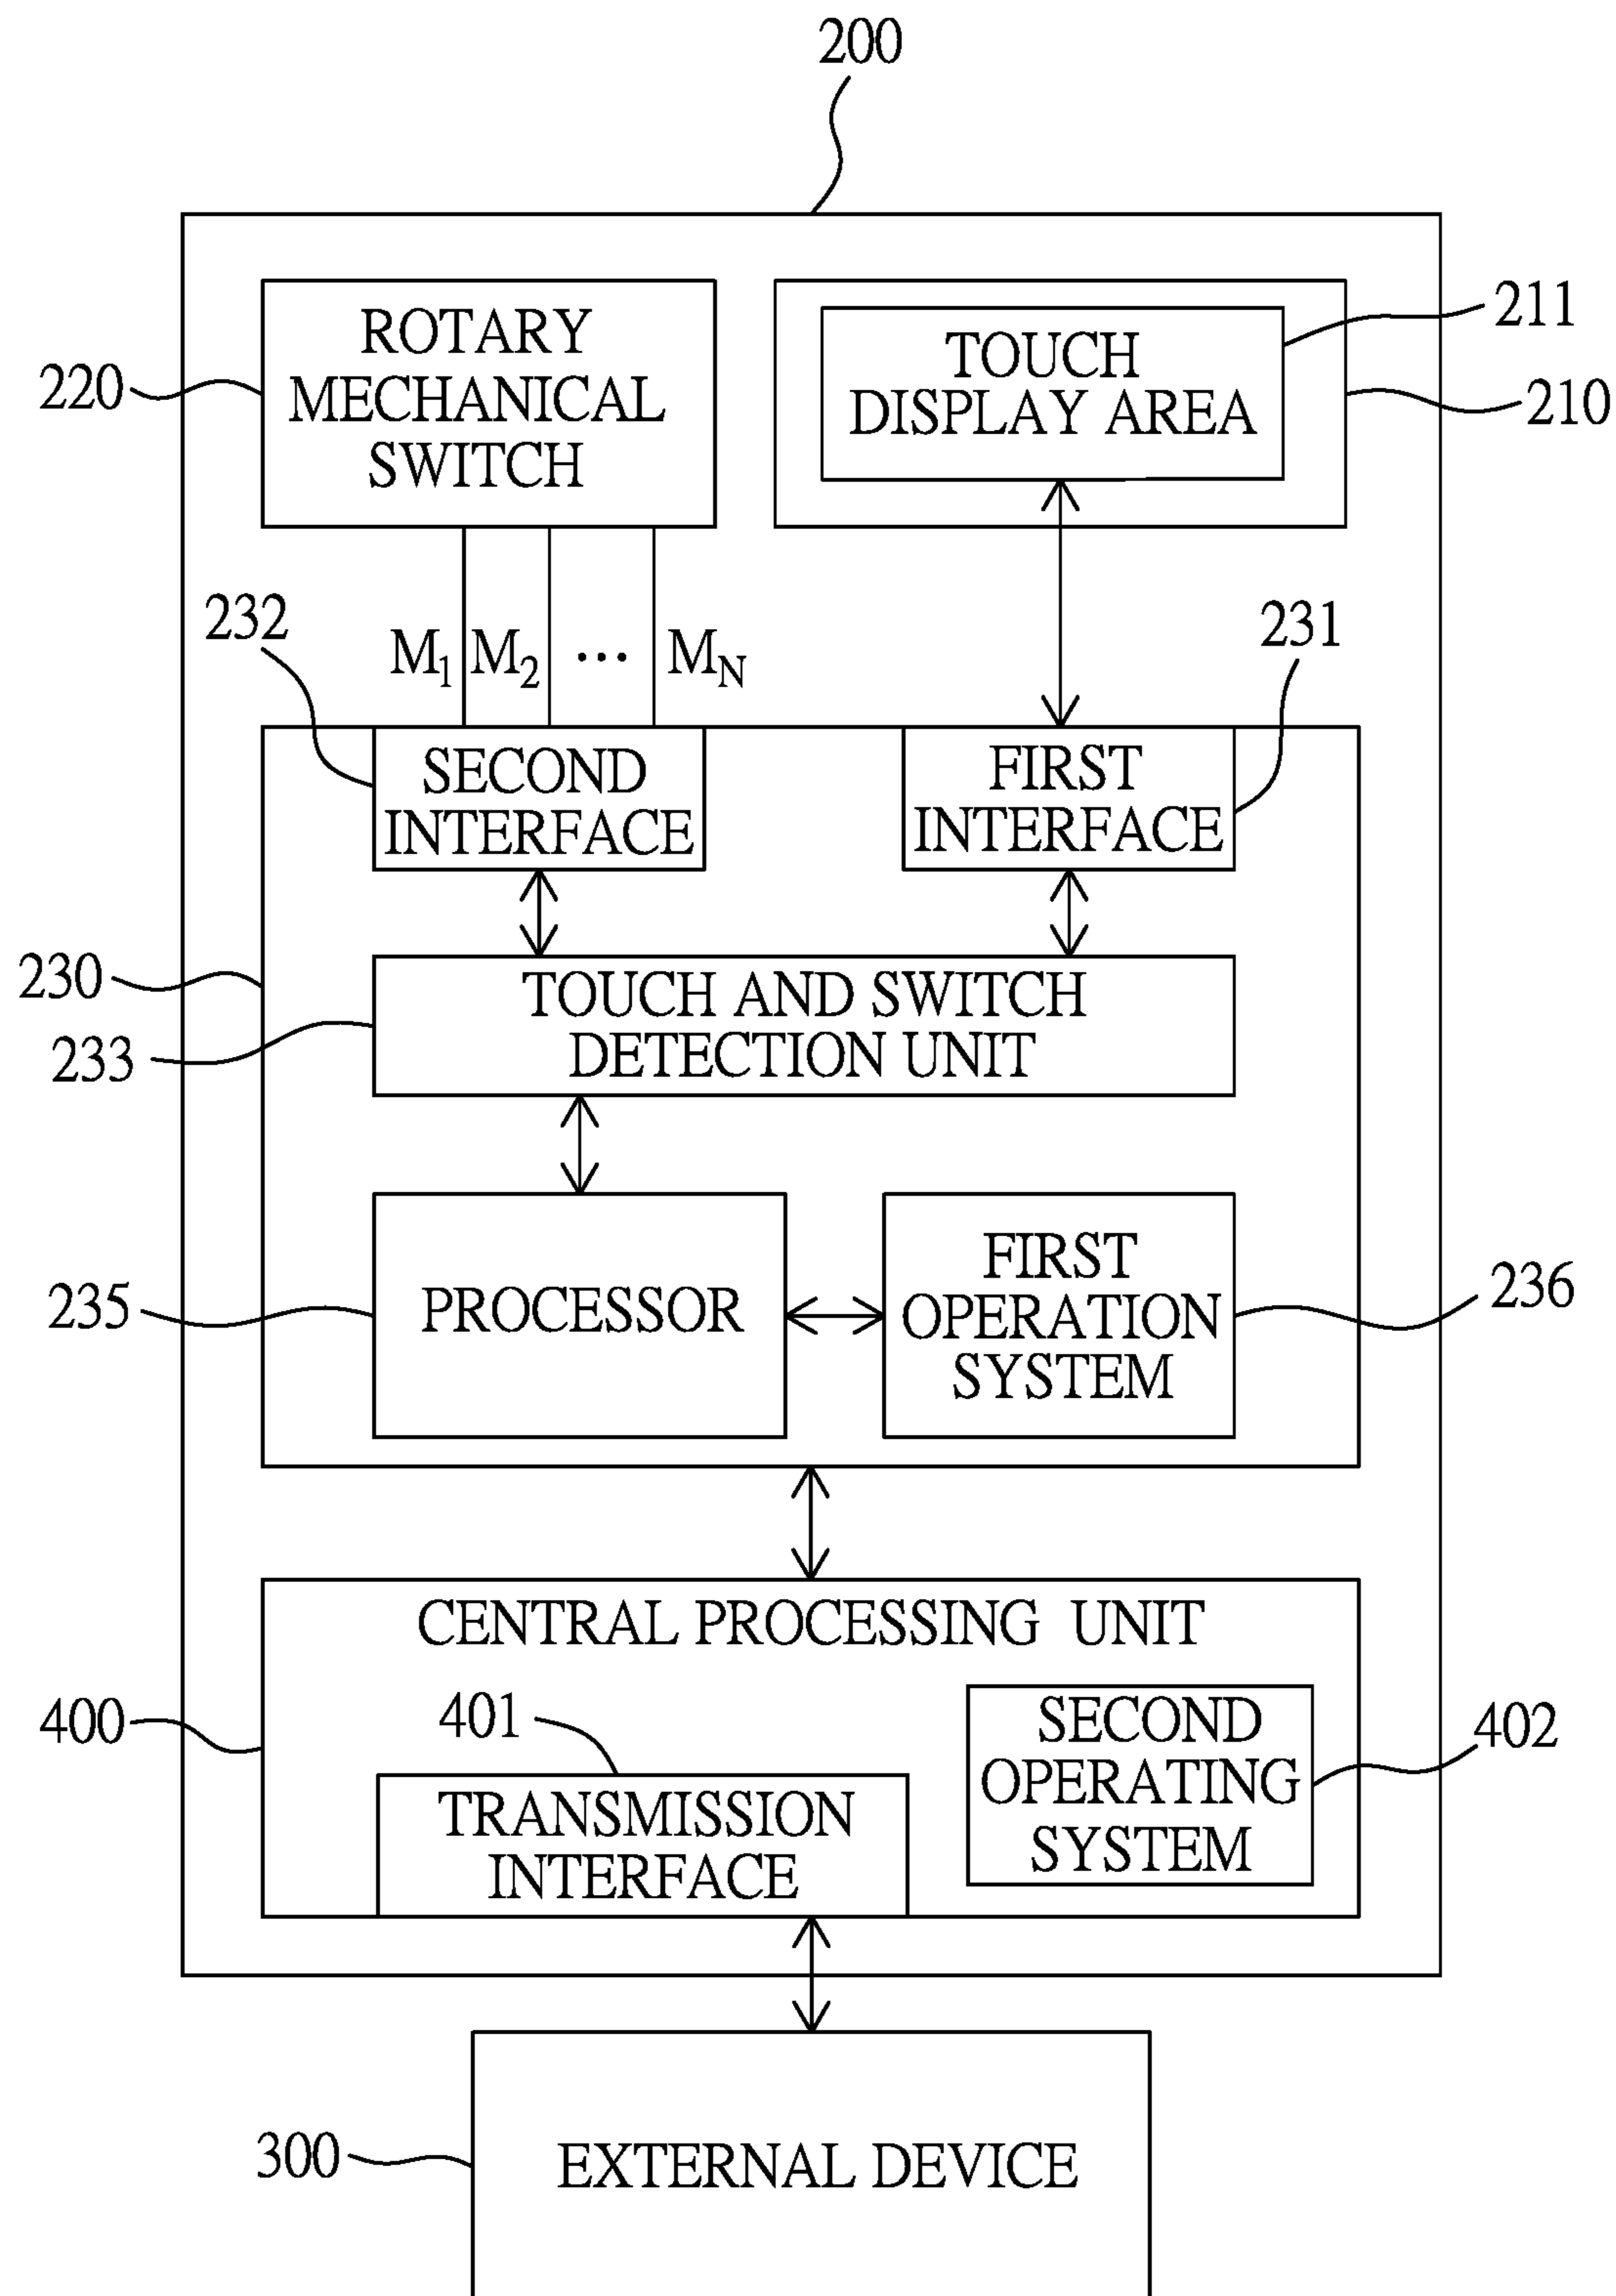 200
ROTARY
MECHANICAL
SWITCH
TOUCH
DISPLAY AREA
211
220
210
232
M1 M2 ... MN
231
SECOND
INTERFACE
FIRST
INTERFACE
230
TOUCH AND SWITCH
DETECTION UNIT
233
235
PROCESSOR
FIRST
OPERATION
SYSTEM
236
CENTRAL PROCESSING UNIT
400
401
TRANSMISSION
INTERFACE
SECOND
OPERATING
SYSTEM
402
300
EXTERNAL DEVICE